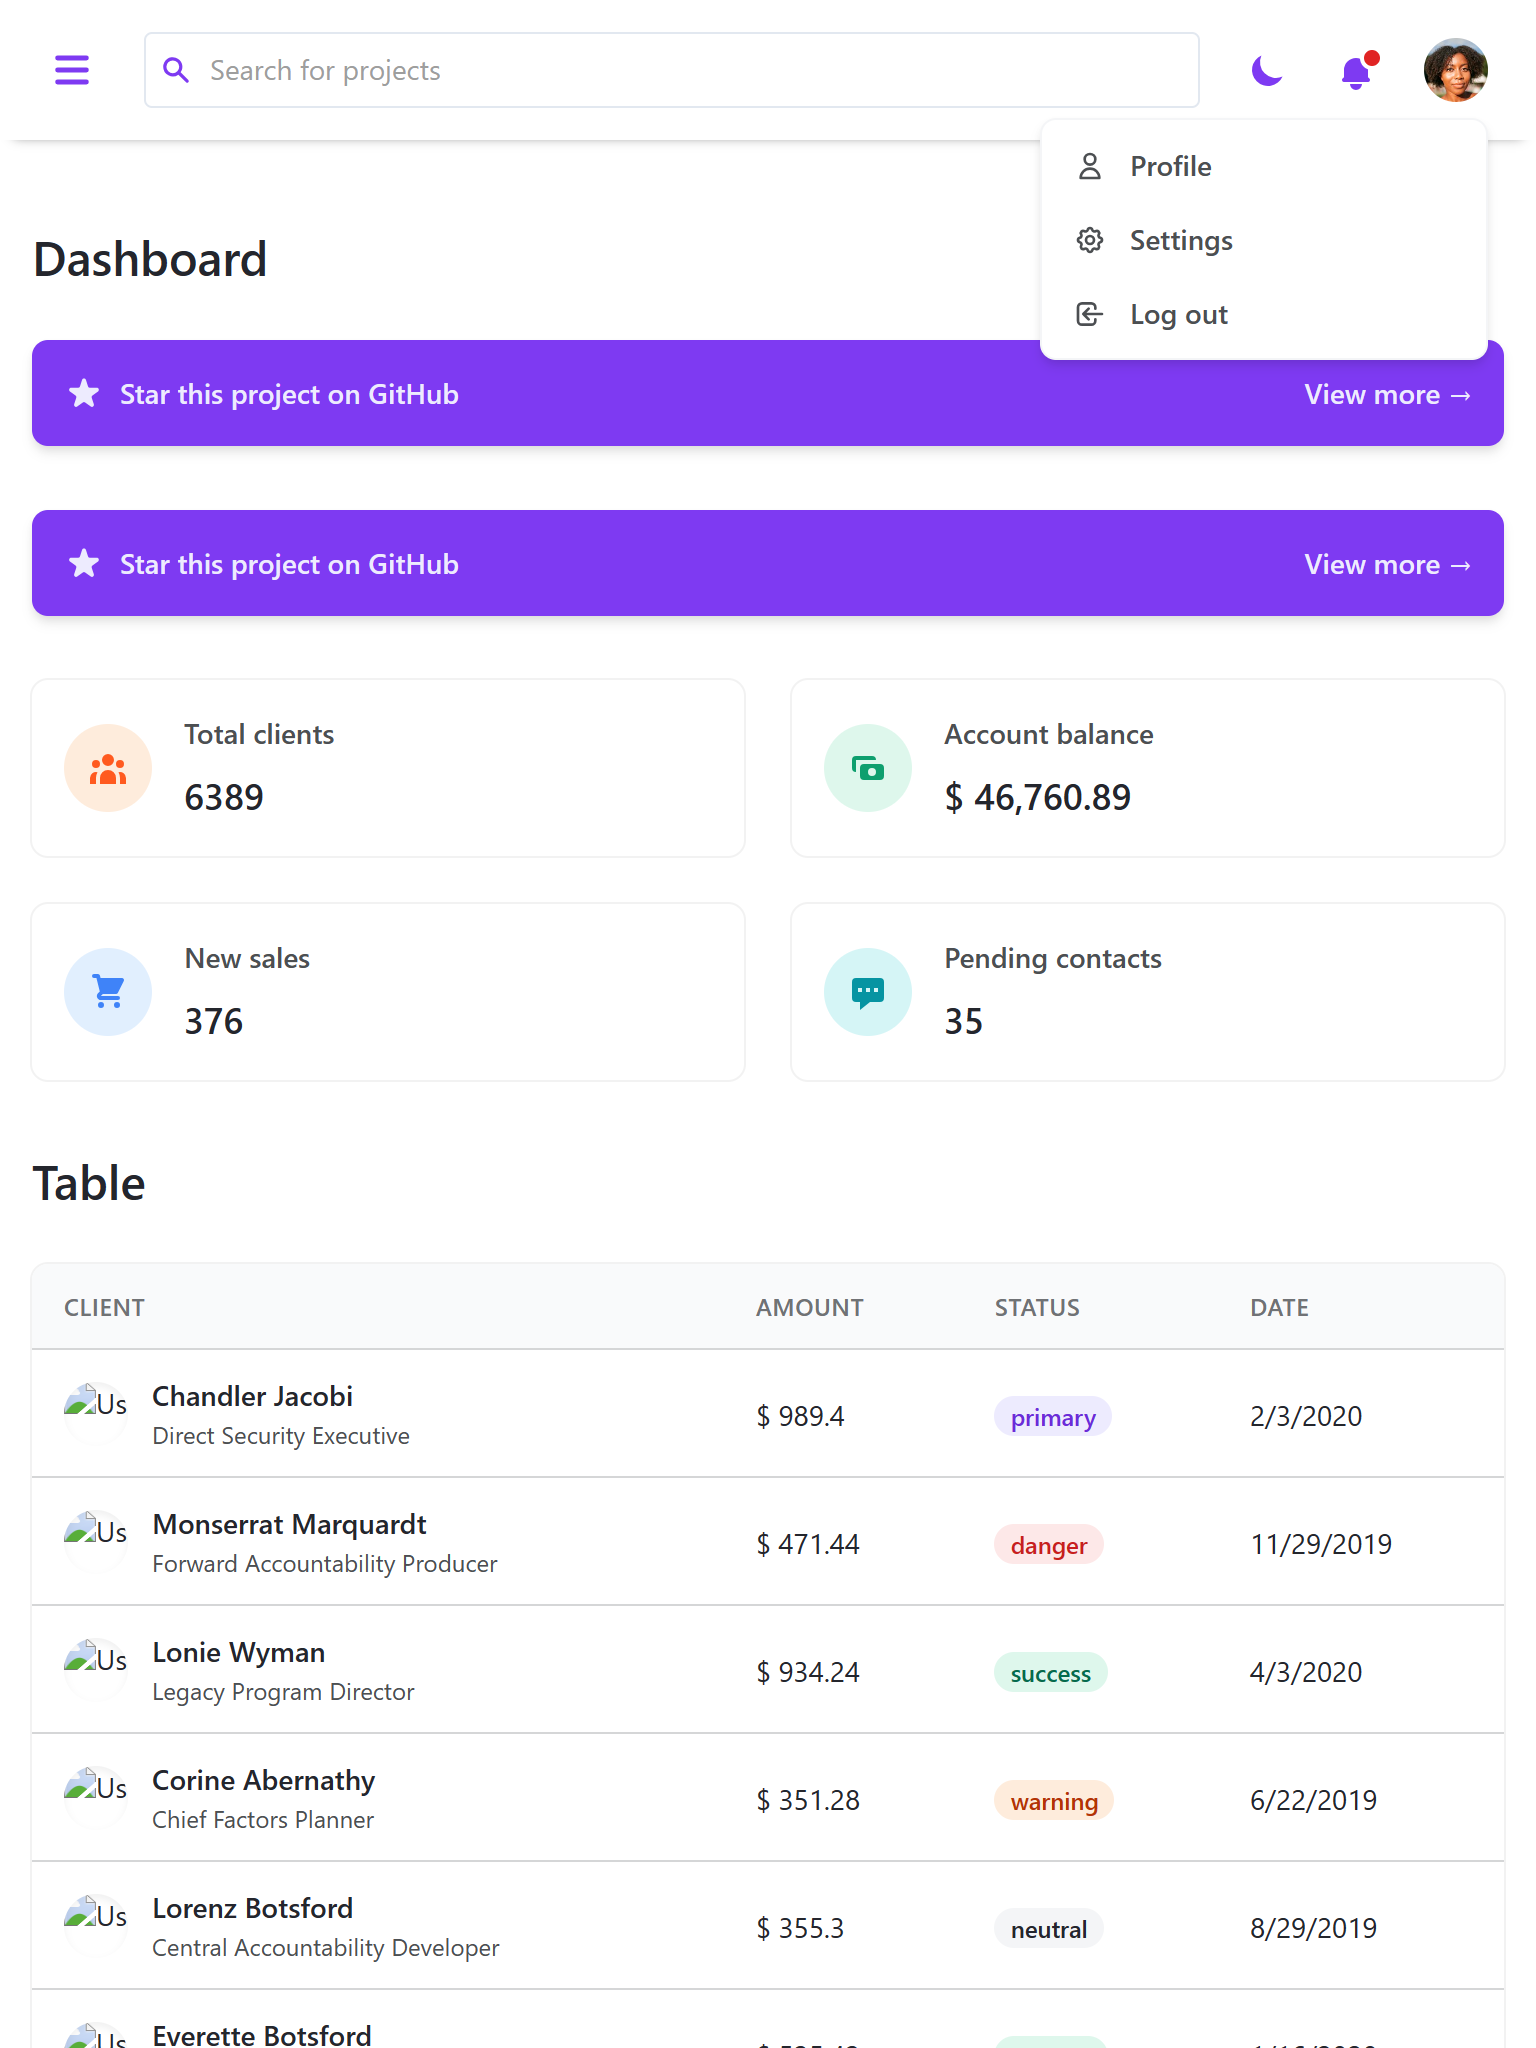 Search for projects
Profile
Settings
Log out
Dashboard
Star this project on GitHub
View more →
Star this project on GitHub
View more →
Total clients
6389
Account balance
$ 46,760.89
New sales
376
Pending contacts
35
Table
CLIENT AMOUNT STATUS DATE
Us
Chandler Jacobi
Direct Security Executive
$ 989.4
primary
2/3/2020
Us
Monserrat Marquardt
Forward Accountability Producer
$ 471.44
danger
11/29/2019
Us
Lonie Wyman
Legacy Program Director
$ 934.24
success
4/3/2020
Us
Corine Abernathy
Chief Factors Planner
$ 351.28
warning
6/22/2019
Us
Lorenz Botsford
Central Accountability Developer
$ 355.3
neutral
8/29/2019
Us
Everette Botsford